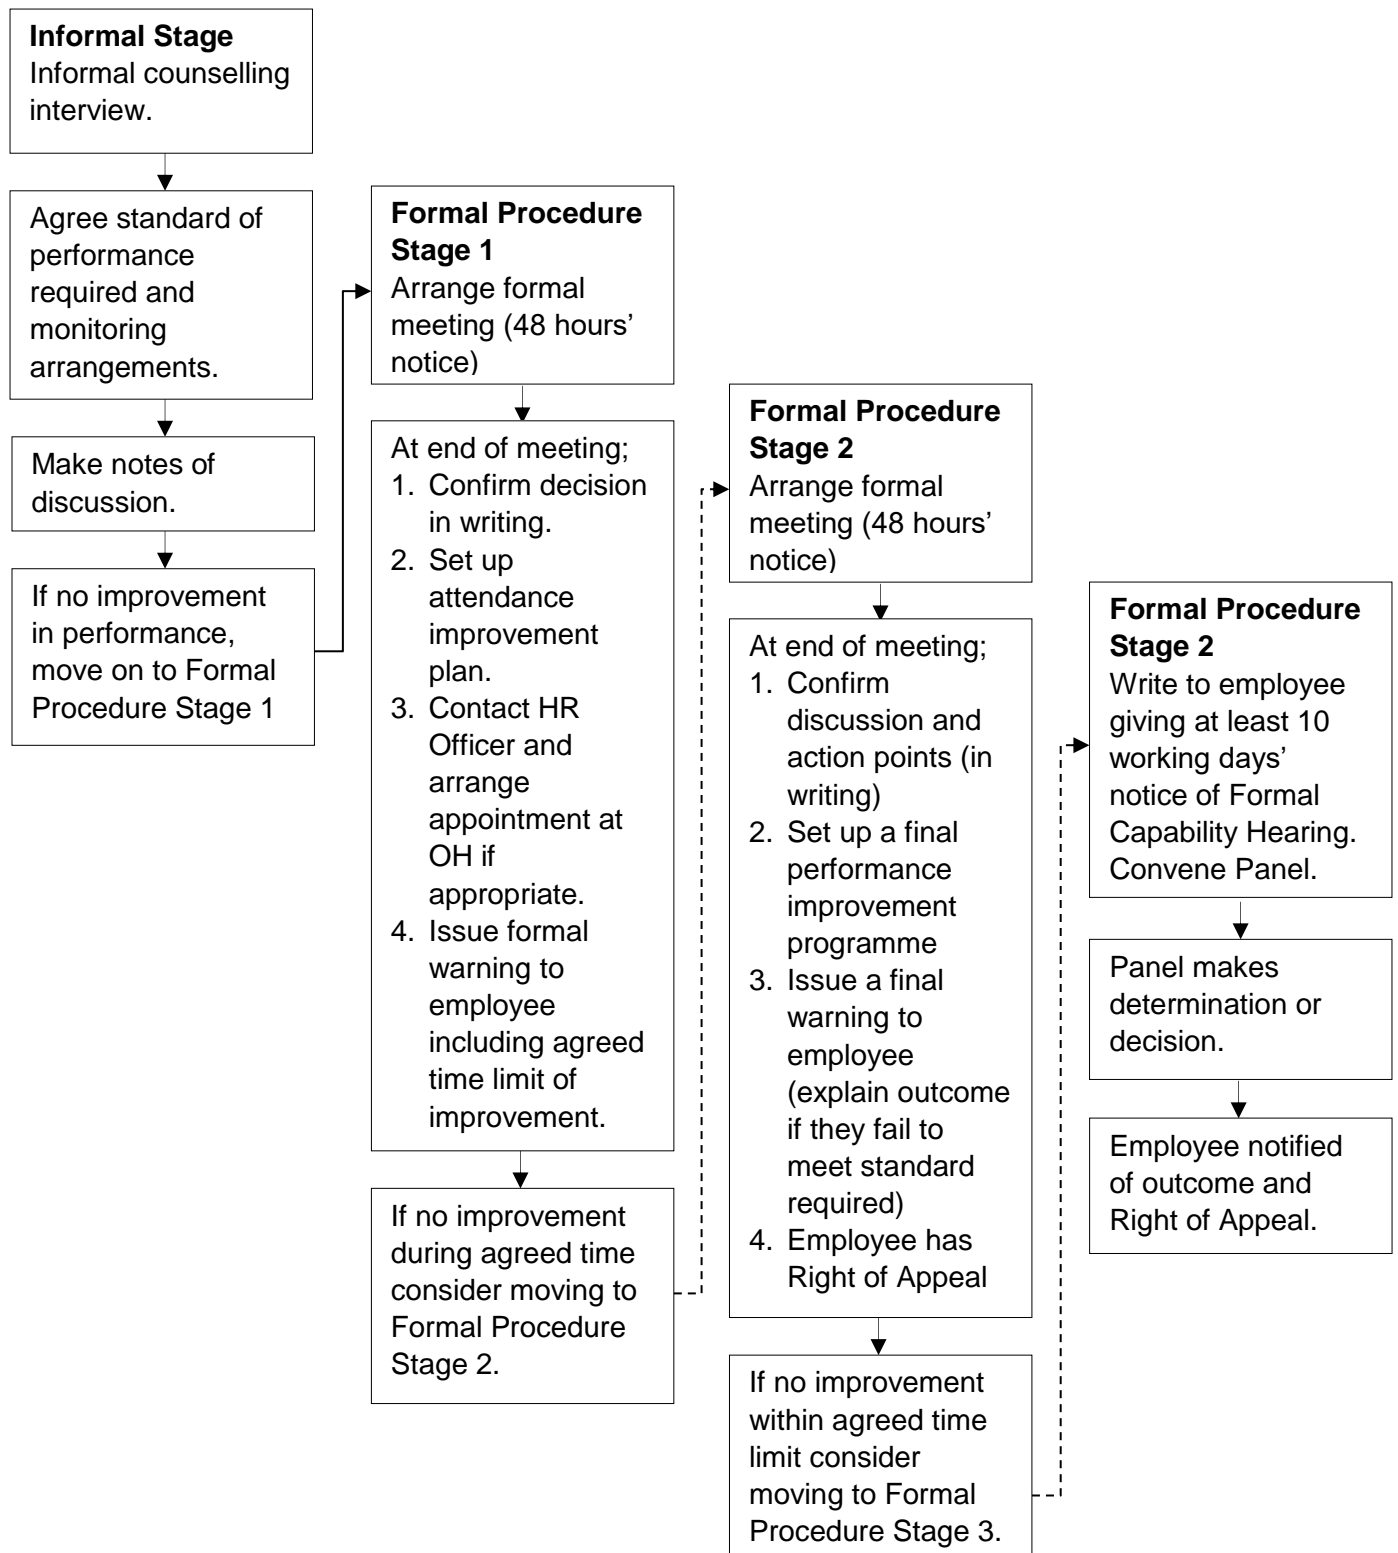 Informal Stage
Informal counselling
interview.
Agree standard of
performance
required and
monitoring
arrangements.
Make notes of
discussion.
If no improvement
in performance,
move on to Formal
Procedure Stage 1
Formal Procedure
Stage 1
Arrange formal
meeting (48 hours’
notice)
At end of meeting;
1. Confirm decision
in writing.
2. Set up
attendance
improvement
plan.
3. Contact HR
Officer and
arrange
appointment at
OH if
appropriate.
4. Issue formal
warning to
employee
including agreed
time limit of
improvement.
If no improvement
during agreed time
consider moving to
Formal Procedure
Stage 2.
Formal Procedure
Stage 2
Arrange formal
meeting (48 hours’
notice)
At end of meeting;
1. Confirm
discussion and
action points (in
writing)
2. Set up a final
performance
improvement
programme
3. Issue a final
warning to
employee
(explain outcome
if they fail to
meet standard
required)
4. Employee has
Right of Appeal
If no improvement
within agreed time
limit consider
moving to Formal
Procedure Stage 3.
Formal Procedure
Stage 2
Write to employee
giving at least 10
working days’
notice of Formal
Capability Hearing.
Convene Panel.
Panel makes
determination or
decision.
Employee notified
of outcome and
Right of Appeal.